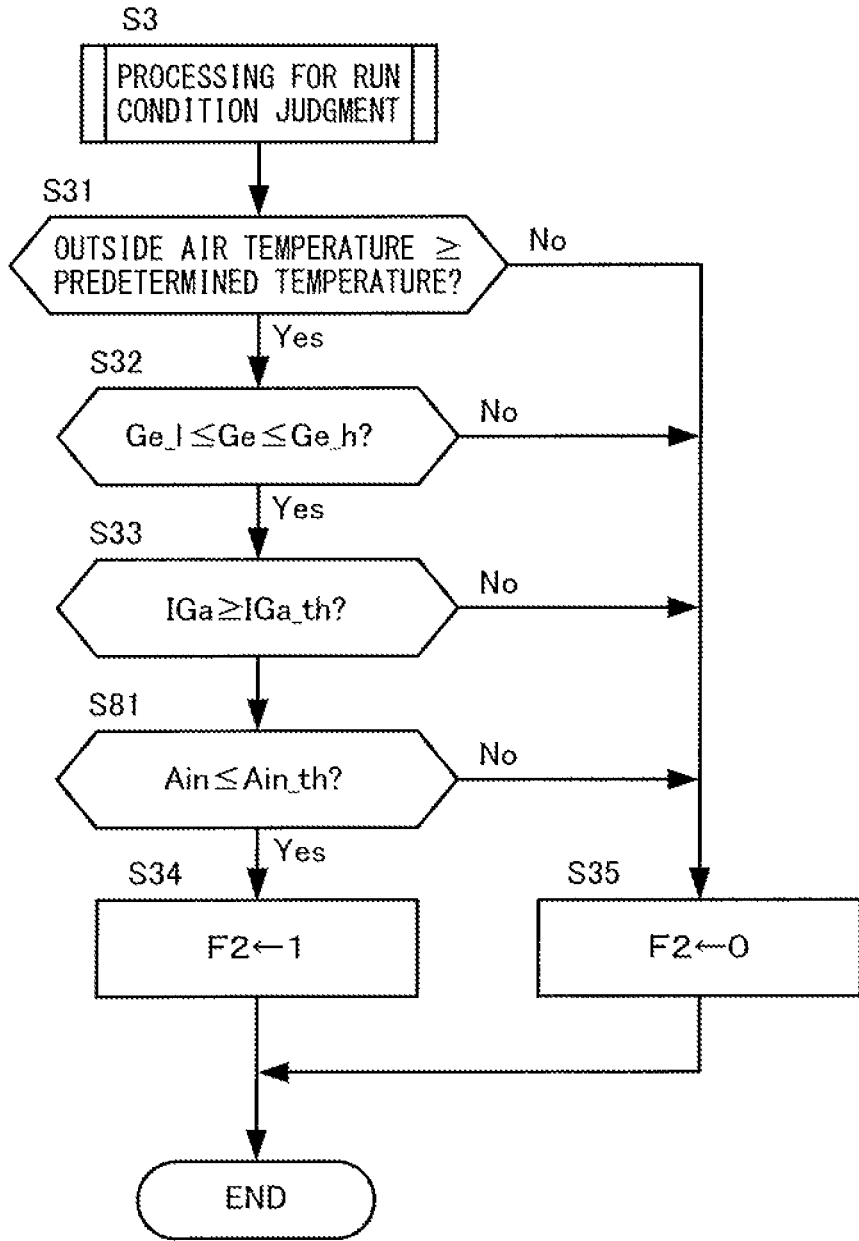 S3
PROCESSING FOR RUN
CONDITION JUDGMENT
S31
OUTSIDE AIR TEMPERATURE ≥
PREDETERMINED TEMPERATURE?
No
Yes
S32
Ge_l≤Ge≤Ge_h?
No
Yes
S33
IGa≥IGa_th?
No
S81
Ain≤Ain_th?
No
Yes
S34
F2←1
S35
F2←0
END